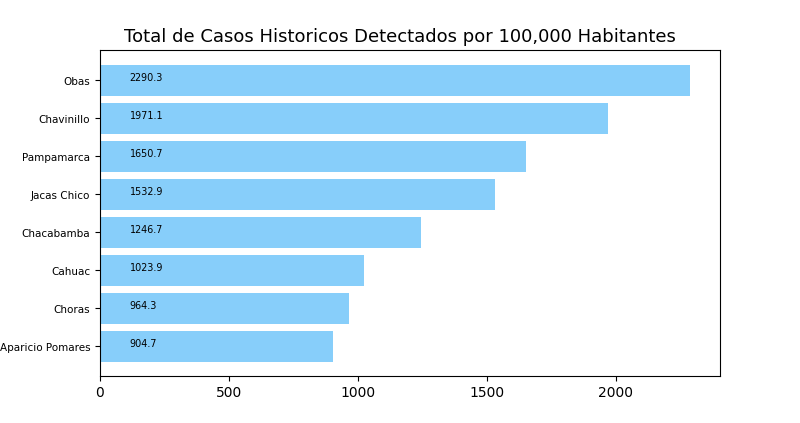 Total de Casos Historicos Detectados por 100,000 Habitantes
Obas 2290.3
Chavinillo 1971.1
Pampamarca 1650.7
Jacas Chico 1532.9
Chacabamba 1246.7
Cahuac 1023.9
Choras 964.3
Aparicio Pomares 904.7
0 500 1000 1500 2000